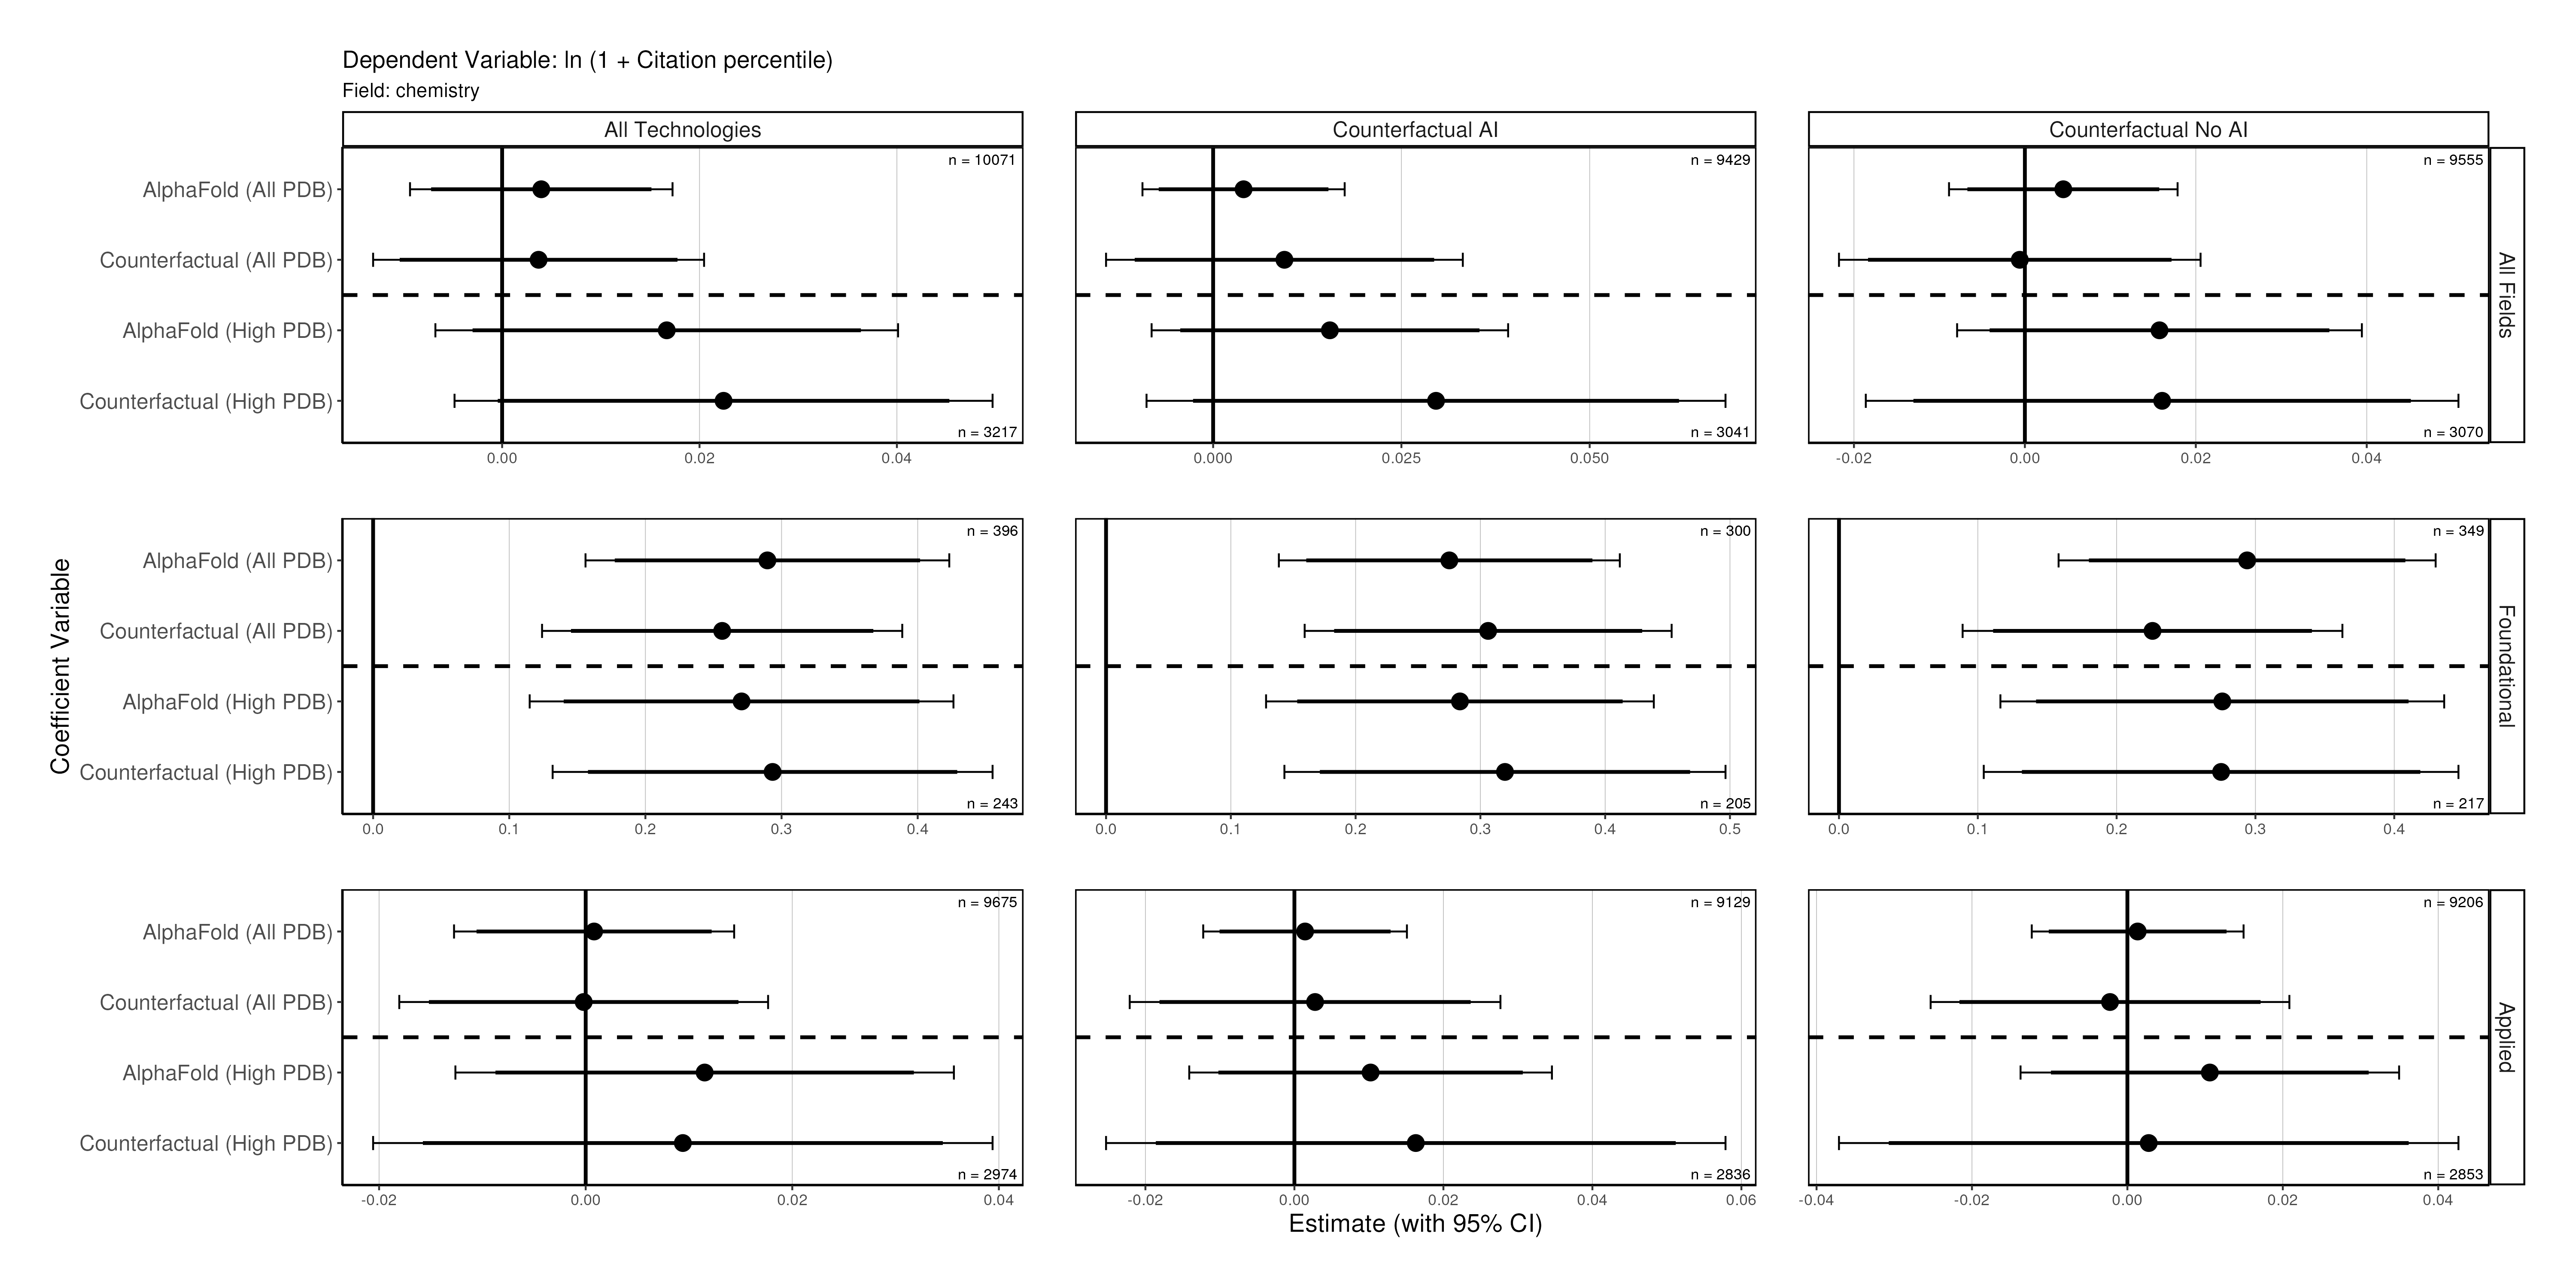 Dependent Variable: ln (1 + Citation percentile)
Field: chemistry
All Technologies
Counterfactual AI
Counterfactual No AI
AlphaFold (All PDB)
Counterfactual (All PDB)
AlphaFold (High PDB)
Counterfactual (High PDB)
n = 10071
n = 3217
n = 9429
n = 3041
n = 9555
n = 3070
All Fields
0.00 0.02 0.04
0.000 0.025 0.050
-0.02 0.00 0.02 0.04
Coefficient Variable
AlphaFold (All PDB)
Counterfactual (All PDB)
AlphaFold (High PDB)
Counterfactual (High PDB)
n = 396
n = 243
n = 300
n = 205
n = 349
n = 217
Foundational
0.0 0.1 0.2 0.3 0.4
0.0 0.1 0.2 0.3 0.4 0.5
0.0 0.1 0.2 0.3 0.4
AlphaFold (All PDB)
Counterfactual (All PDB)
AlphaFold (High PDB)
Counterfactual (High PDB)
n = 9675
n = 2974
n = 9129
n = 2836
n = 9206
n = 2853
Applied
-0.02 0.00 0.02 0.04
-0.02 0.00 0.02 0.04 0.06
-0.04 -0.02 0.00 0.02 0.04
Estimate (with 95% CI)